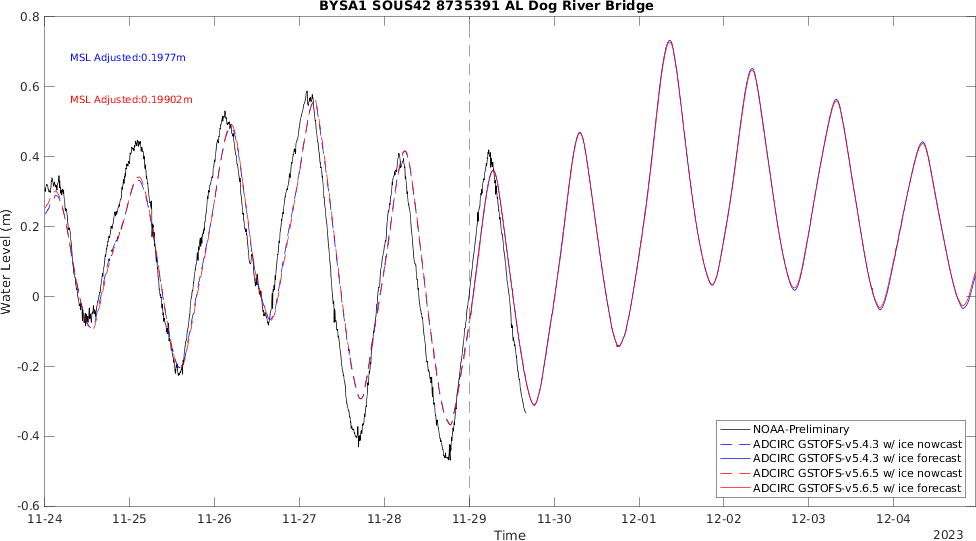 BYSA1 SOUS42 8735391 AL Dog River Bridge
MSL Adjusted:0.1977m
MSL Adjusted:0.19902m
Water Level (m)
0.8
0.6
0.4
0.2
0
-0.2
-0.4
-0.6
NOAA-Preliminary
ADCIRC GSTOFS-v5.4.3 w/ ice nowcast
ADCIRC GSTOFS-v5.4.3 w/ ice forecast
ADCIRC GSTOFS-v5.6.5 w/ ice nowcast
ADCIRC GSTOFS-v5.6.5 w/ ice forecast
11-24 11-25 11-26 11-27 11-28 11-29 11-30 12-01 12-02 12-03 12-04
Time
2023